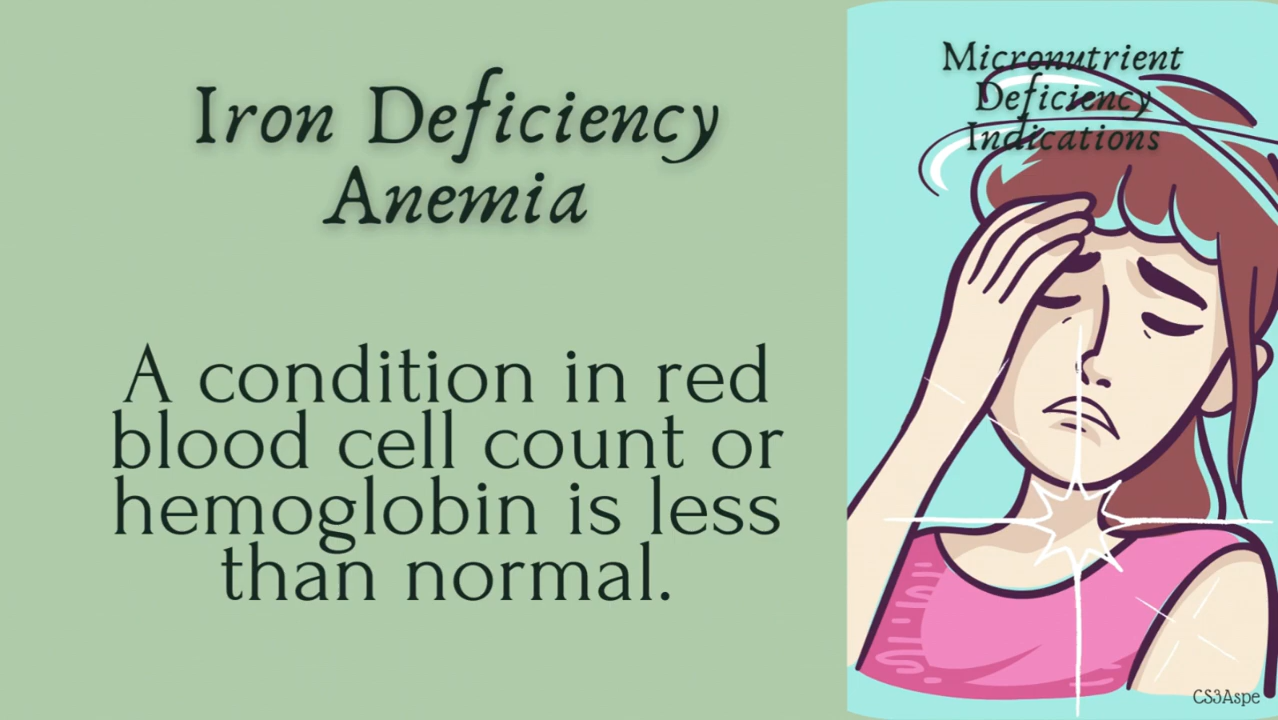 Iron Deficiency
Anemia
A condition in red
blood cell count or
hemoglobin is less
than normal.
Micronutrient
Deficiency
Indications
CS3Aspe